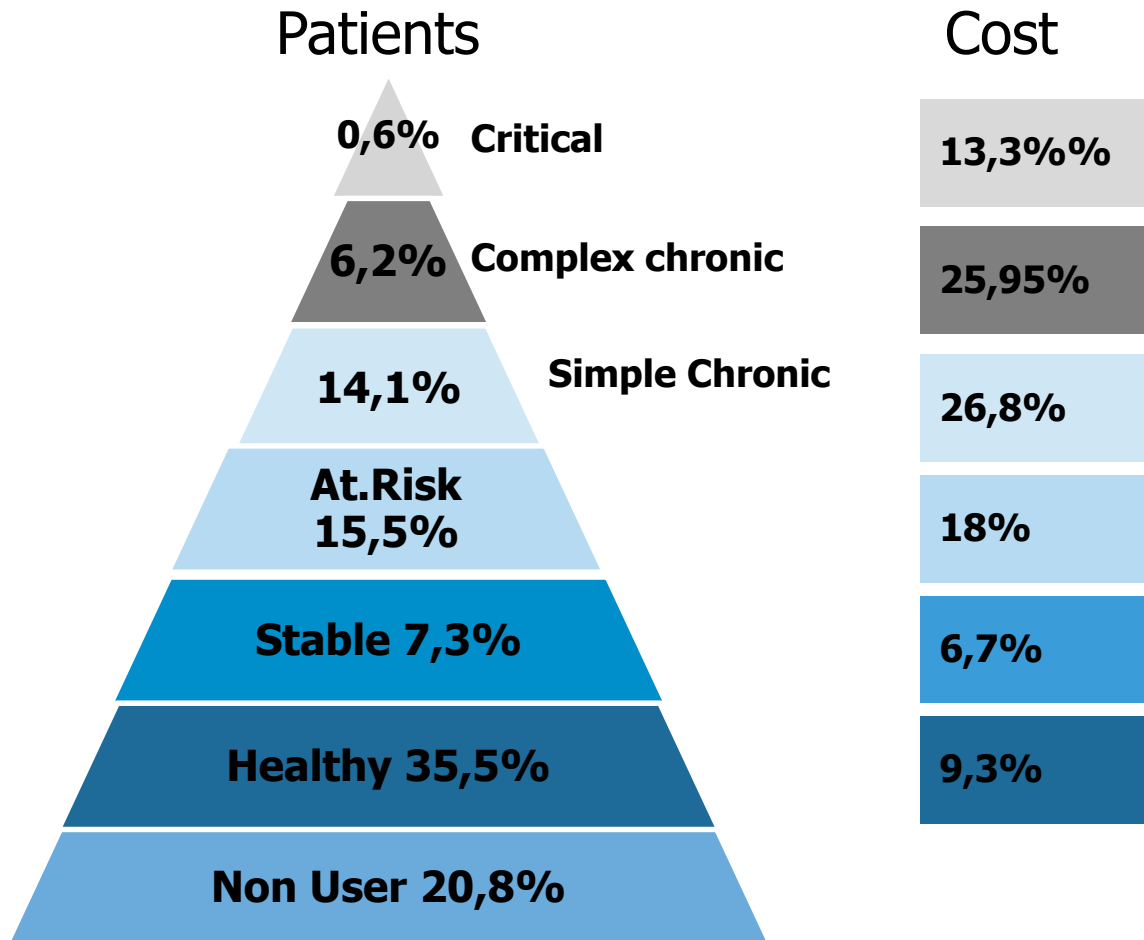 Patients
Cost
0,6%
Critical
13,3%%
6,2%
Complex chronic
25,95%
14,1%
Simple Chronic
26,8%
At.Risk
15,5%
18%
Stable 7,3%
6,7%
Healthy 35,5%
9,3%
Non User 20,8%